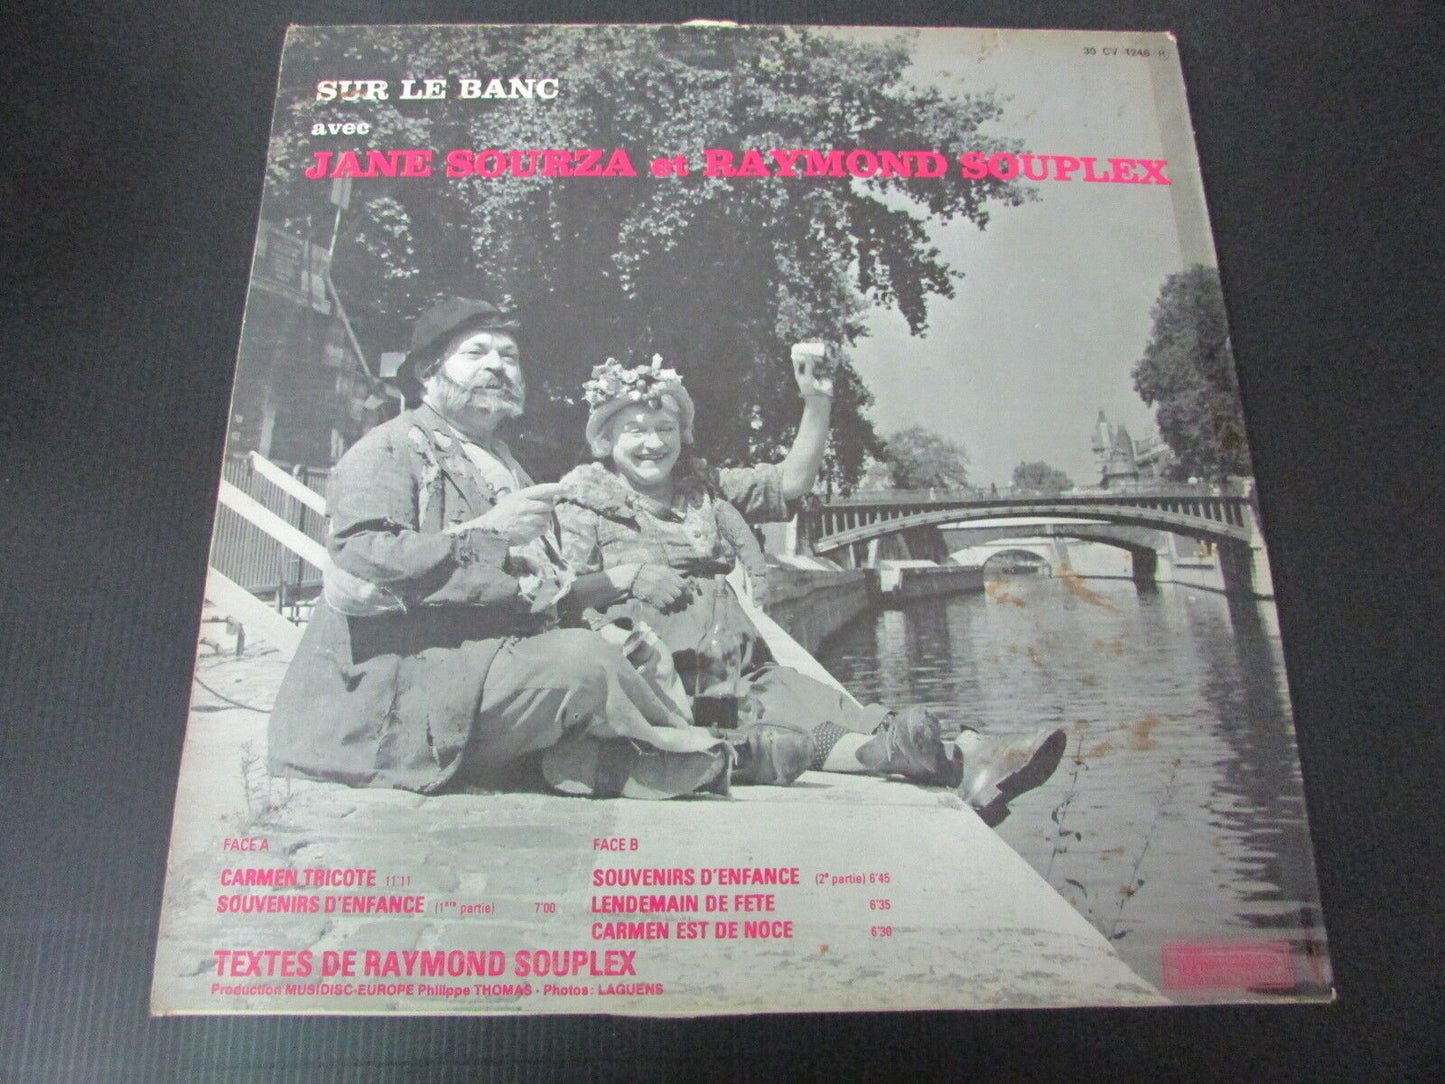 30 CV 1246
SUR LE BANC
avec
JANE SOURZA et RAYMOND SOUPLEX
FACE A
CARMEN TRICOTE 11'11
SOUVENIRS D'ENFANCE (1ère partie) 7'00
FACE B
SOUVENIRS D'ENFANCE (2e partie) 6'45
LENDEMAIN DE FETE 6'35
CARMEN EST DE NOCE 6'30
TEXTES DE RAYMOND SOUPLEX
Production MUSIDISC-EUROPE Philippe THOMAS - Photos: LAGUENS